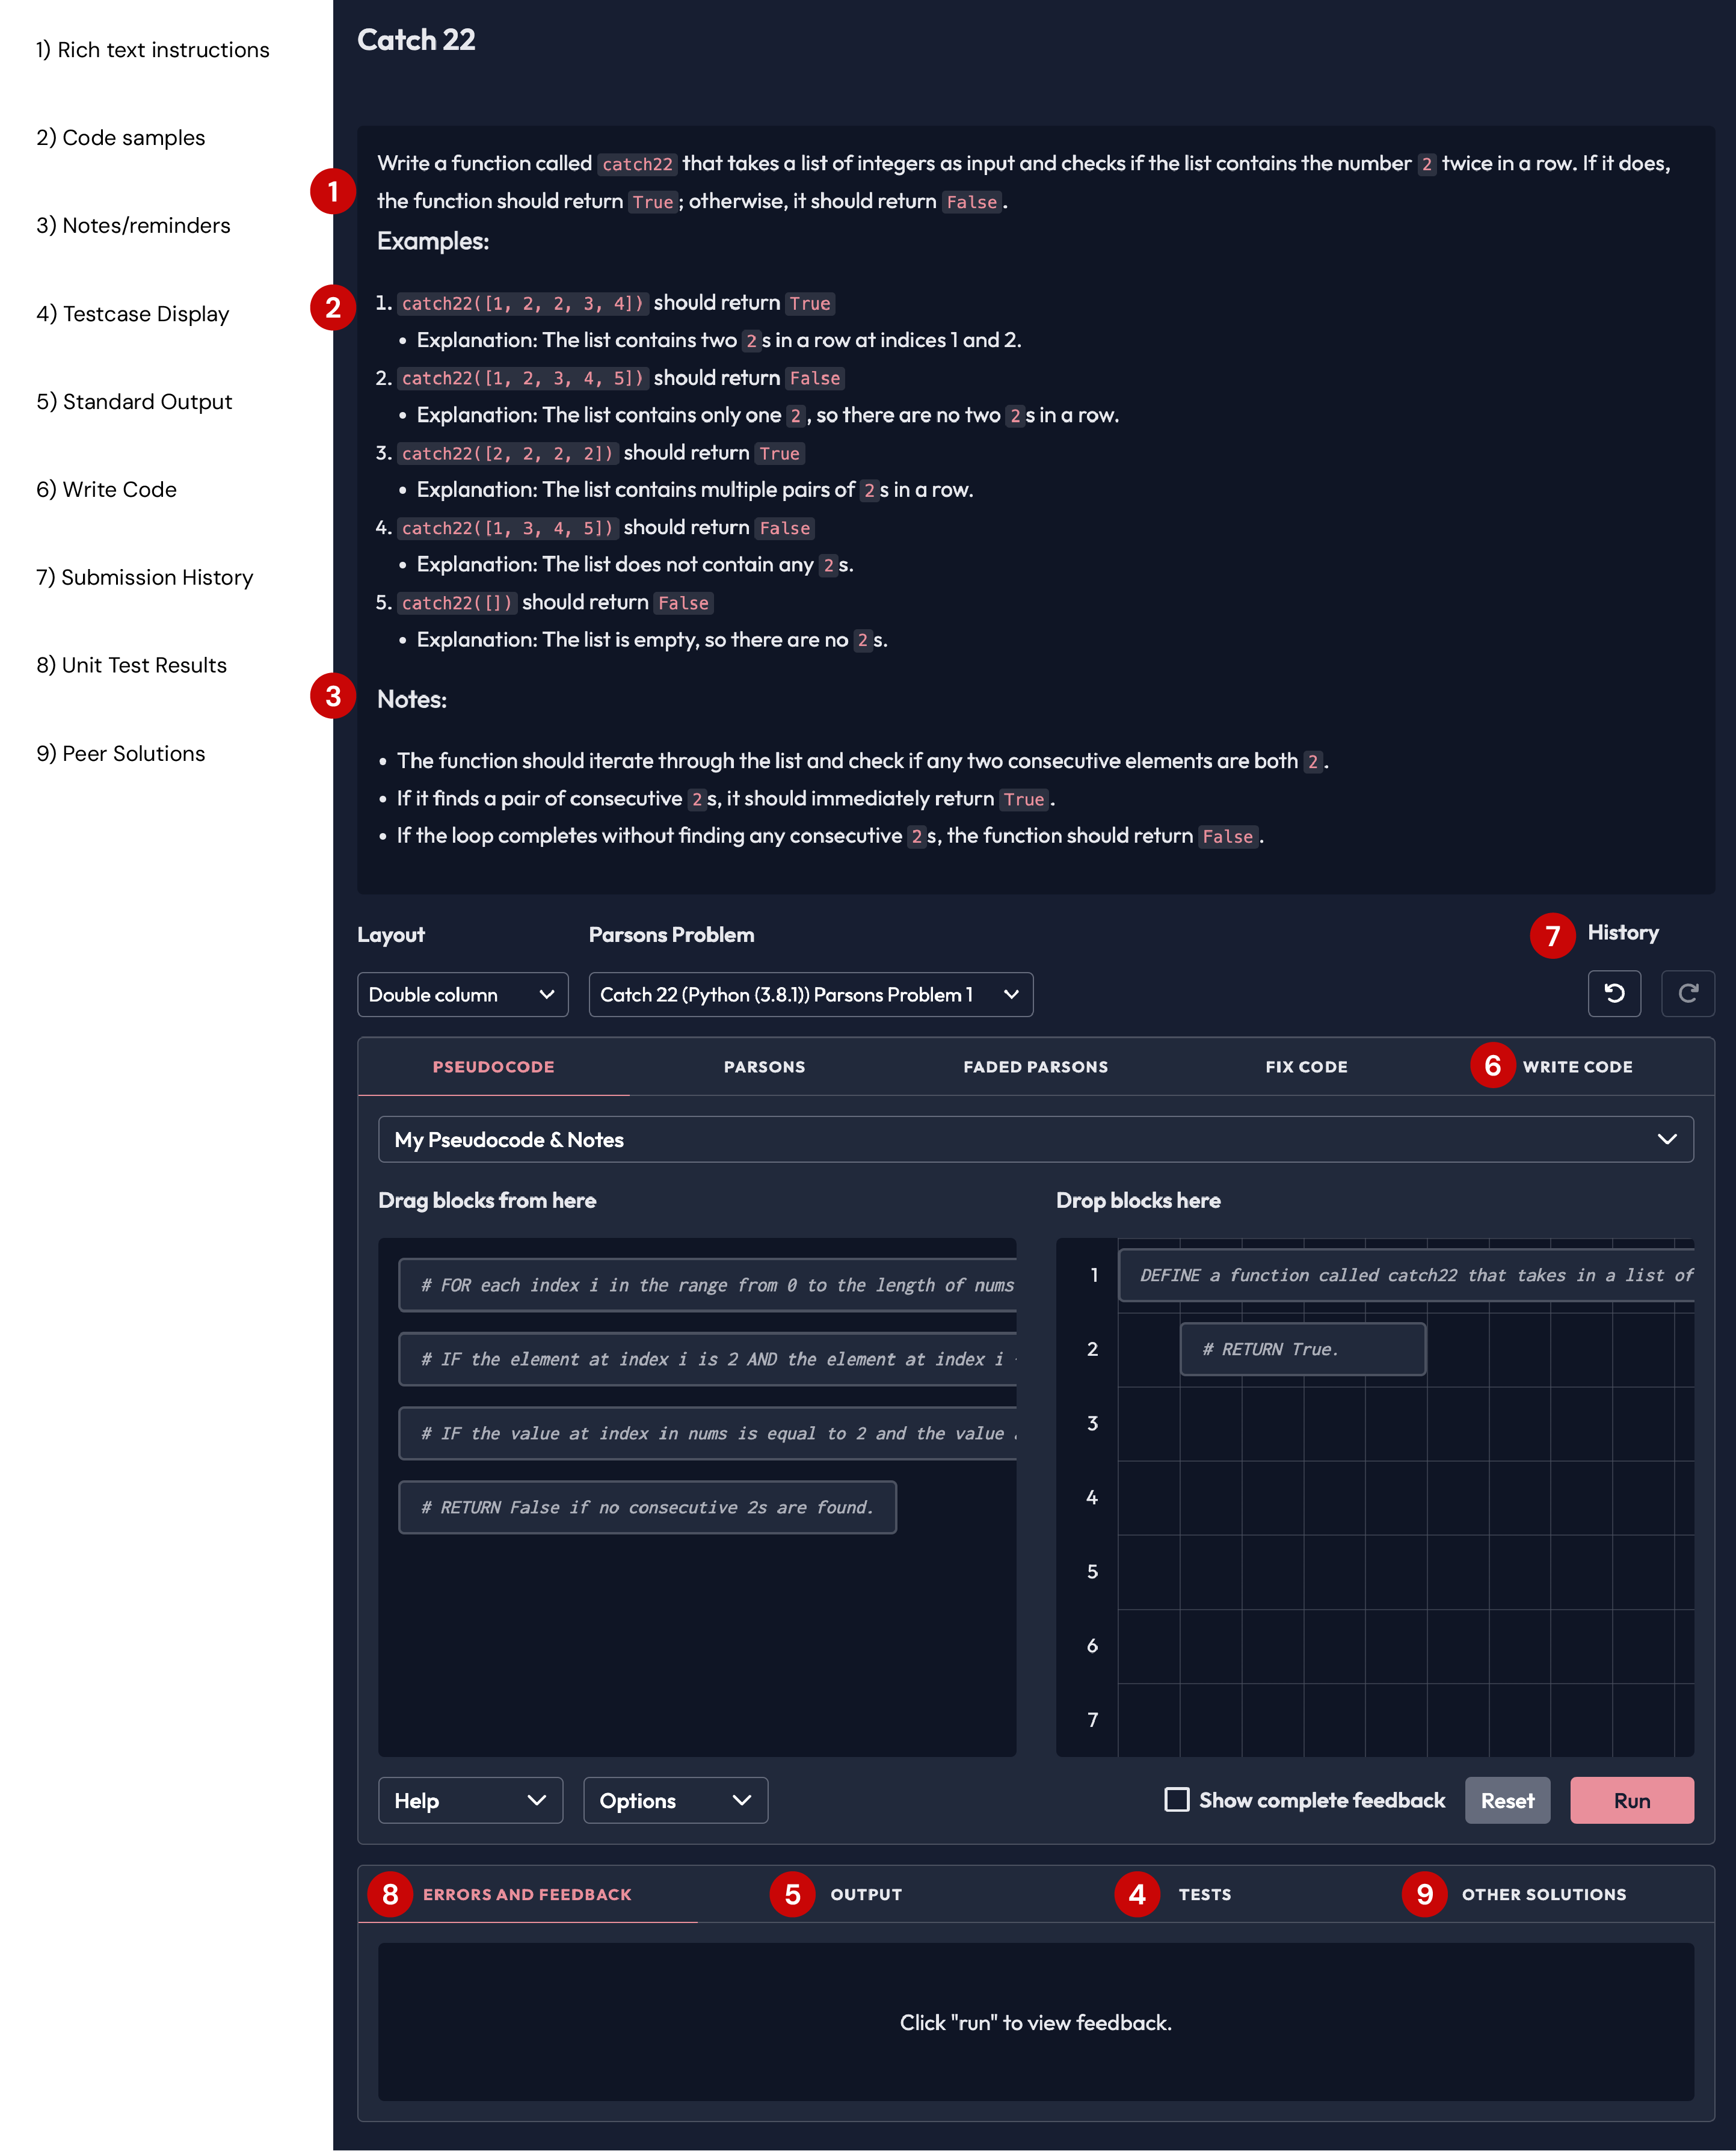 1) Rich text instructions
2) Code samples
3) Notes/reminders
4) Testcase Display
5) Standard Output
6) Write Code
7) Submission History
8) Unit Test Results
9) Peer Solutions
Catch 22
1
Write a function called catch22 that takes a list of integers as input and checks if the list contains the number 2 twice in a row. If it does,
the function should return True; otherwise, it should return False.
Examples:
2
1. catch22([1, 2, 2, 3, 4]) should return True
• Explanation: The list contains two 2s in a row at indices 1 and 2.
2. catch22([1, 2, 3, 4, 5]) should return False
• Explanation: The list contains only one 2, so there are no two 2s in a row.
3. catch22([2, 2, 2, 2]) should return True
• Explanation: The list contains multiple pairs of 2s in a row.
4. catch22([1, 3, 4, 5]) should return False
• Explanation: The list does not contain any 2s.
5. catch22([]) should return False
• Explanation: The list is empty, so there are no 2s.
3
Notes:
• The function should iterate through the list and check if any two consecutive elements are both 2.
• If it finds a pair of consecutive 2s, it should immediately return True.
• If the loop completes without finding any consecutive 2s, the function should return False.
Layout
Parsons Problem
7 History
Double column
Catch 22 (Python (3.8.1)) Parsons Problem 1
PSEUDOCODE
PARSONS
FADED PARSONS
FIX CODE
6 WRITE CODE
My Pseudocode & Notes
Drag blocks from here
# FOR each index i in the range from 0 to the length of nums
# IF the element at index i is 2 AND the element at index i
# IF the value at index in nums is equal to 2 and the value
# RETURN False if no consecutive 2s are found.
Drop blocks here
1 DEFINE a function called catch22 that takes in a list of
2 # RETURN True.
3
4
5
6
7
Help
Options
Show complete feedback
Reset
Run
8 ERRORS AND FEEDBACK
5 OUTPUT
4 TESTS
9 OTHER SOLUTIONS
Click "run" to view feedback.